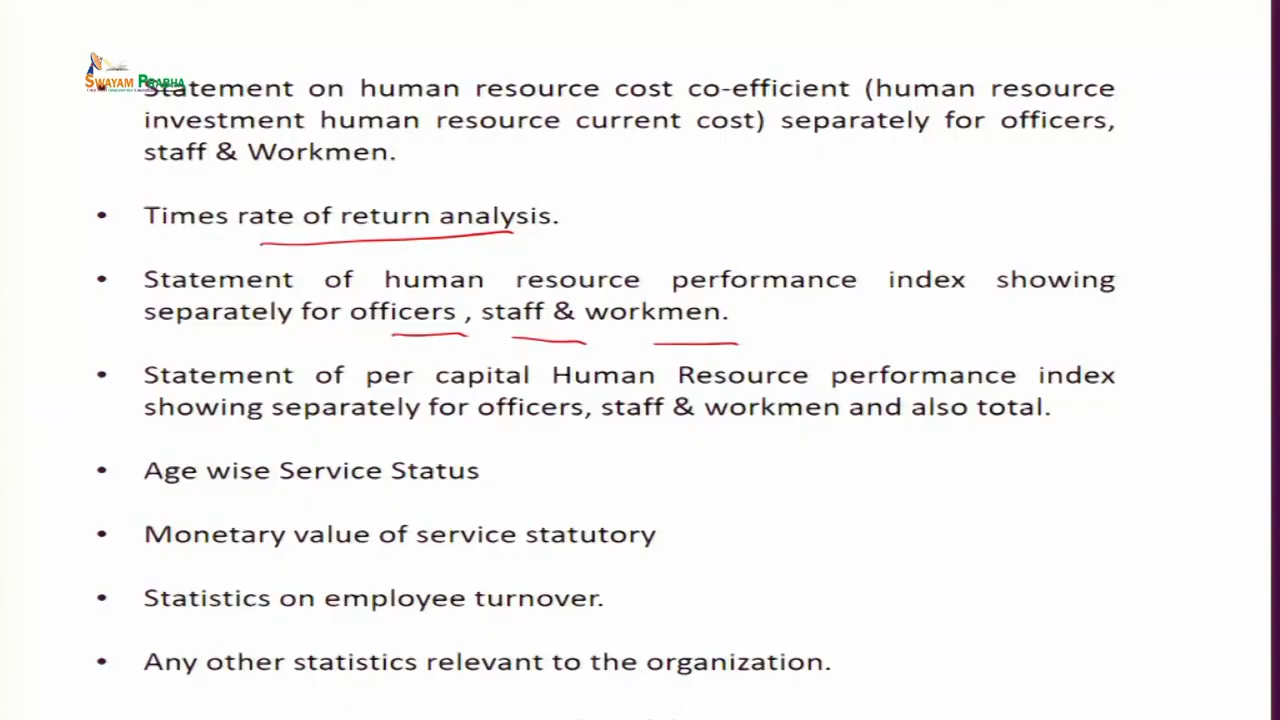 SWAYAM PRABHA
Statement on human resource cost co-efficient (human resource
investment human resource current cost) separately for officers,
staff & Workmen.
• Times rate of return analysis.
• Statement of human resource performance index showing
separately for officers , staff & workmen.
• Statement of per capital Human Resource performance index
showing separately for officers, staff & workmen and also total.
• Age wise Service Status
• Monetary value of service statutory
• Statistics on employee turnover.
• Any other statistics relevant to the organization.